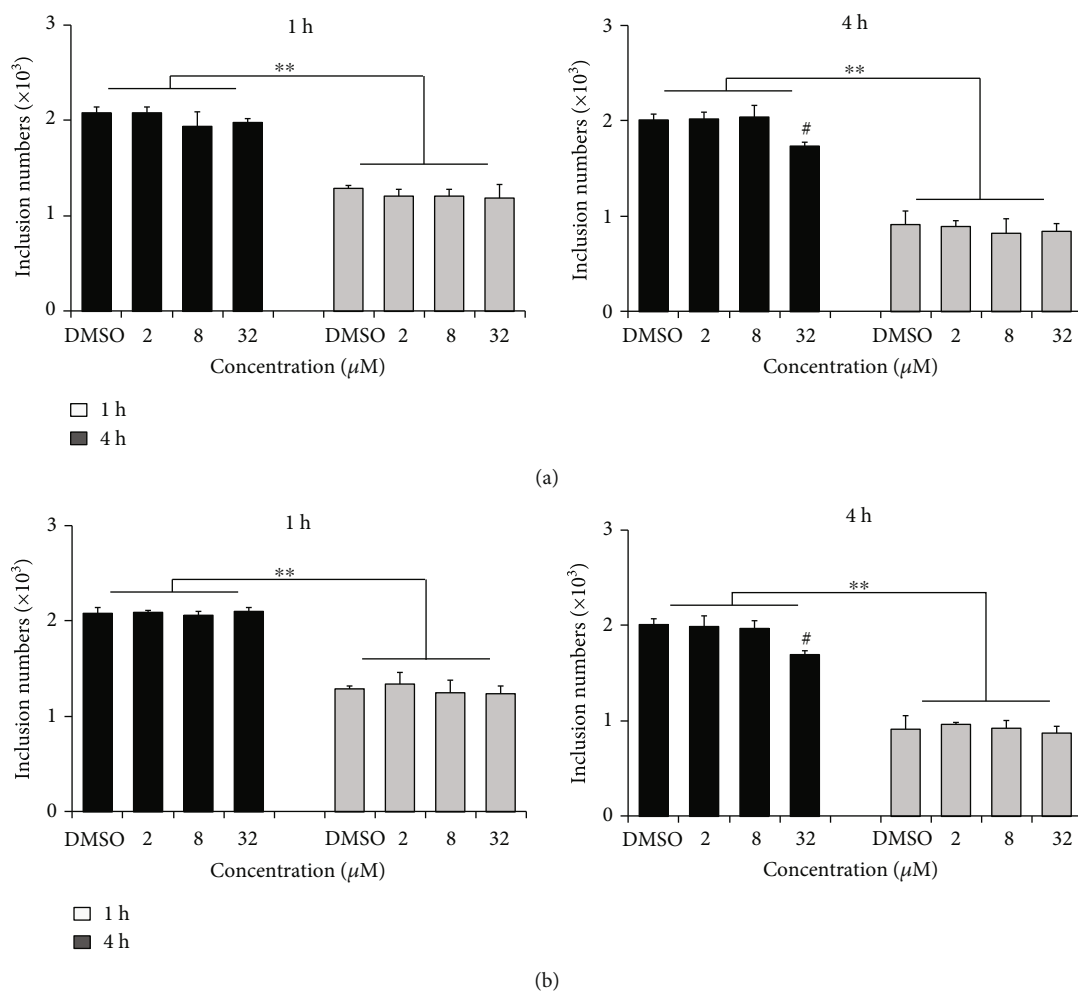 1 h
Inclusion numbers (×10³)
3
2
1
0
**
DMSO 2 8 32 DMSO 2 8 32
Concentration (μM)
4 h
Inclusion numbers (×10³)
3
2
1
0
**
#
DMSO 2 8 32 DMSO 2 8 32
Concentration (μM)
1 h
4 h
(a)
1 h
Inclusion numbers (×10³)
3
2
1
0
**
DMSO 2 8 32 DMSO 2 8 32
Concentration (μM)
4 h
Inclusion numbers (×10³)
3
2
1
0
**
#
DMSO 2 8 32 DMSO 2 8 32
Concentration (μM)
1 h
4 h
(b)